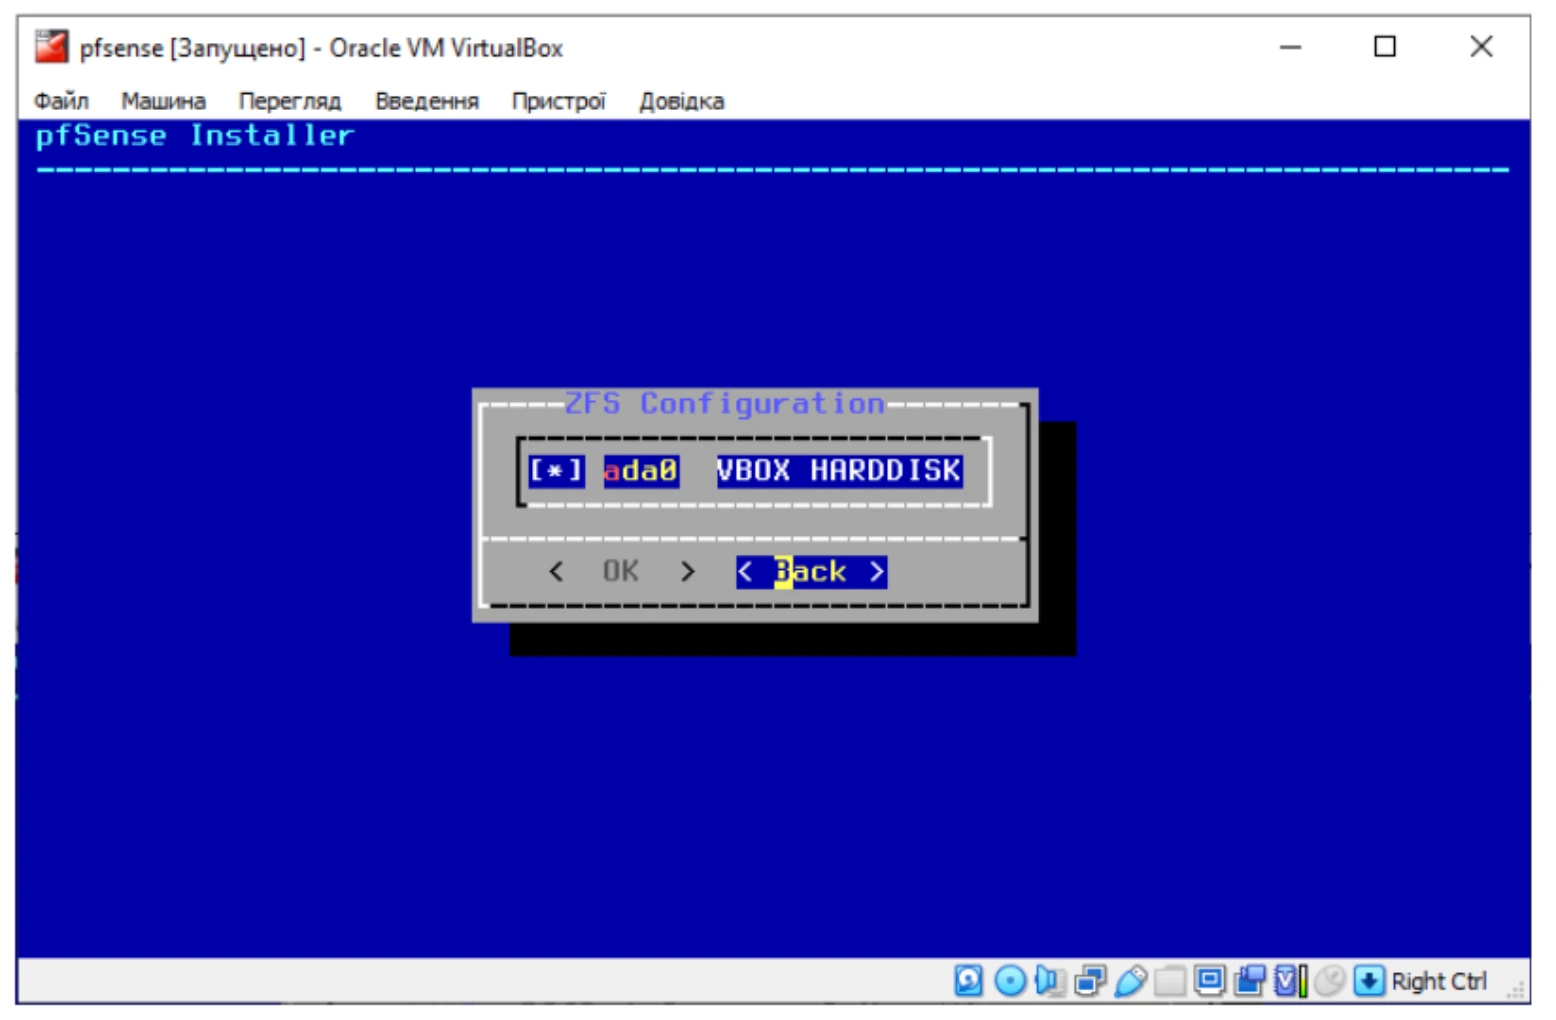 pfsense [Запущено] - Oracle VM VirtualBox
Файл Машина Перегляд Введення Пристрої Довідка
pfSense Installer
ZFS Configuration
[*] ada0 VBOX HARDDISK
< OK > < Back >
Right Ctrl